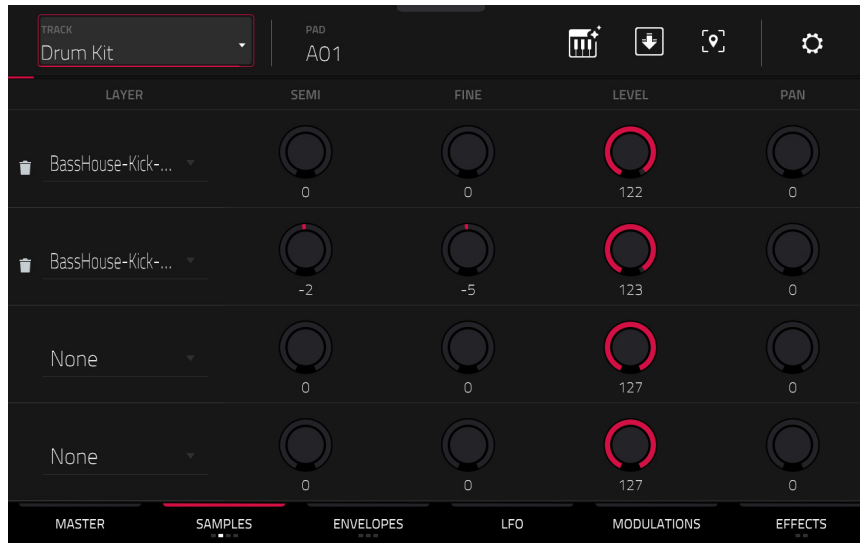 TRACK
Drum Kit
PAD
A01
LAYER SEMI FINE LEVEL PAN
BassHouse-Kick-...
0 0 122 0
BassHouse-Kick-...
-2 -5 123 0
None
0 0 127 0
None
0 0 127 0
MASTER SAMPLES ENVELOPES LFO MODULATIONS EFFECTS